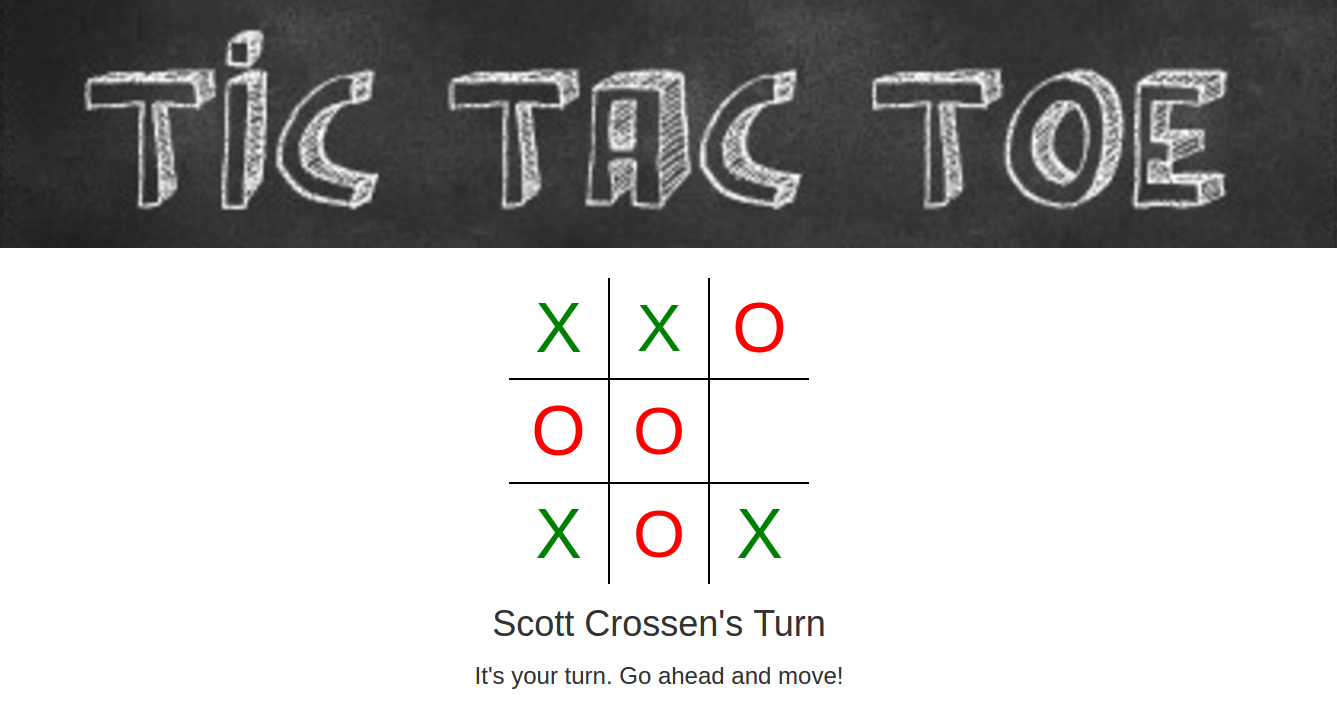 TiC TAC TOE
X X O
O O
X O X
Scott Crossen's Turn
It's your turn. Go ahead and move!